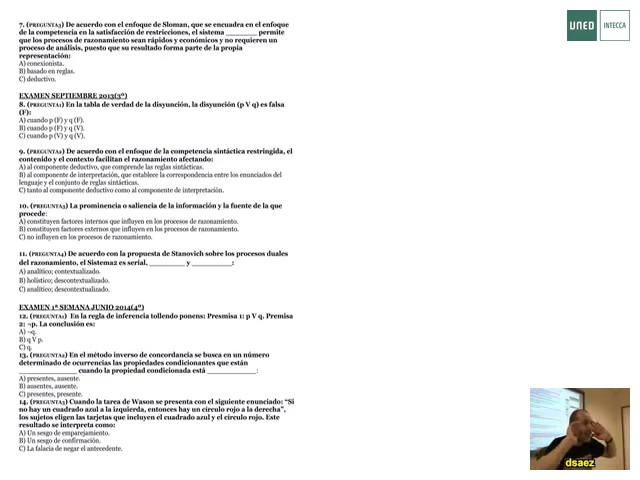 7. (PREGUNTA3) De acuerdo con el enfoque de Sloman, que se encuadra en el enfoque
de la competencia en la satisfacción de restricciones, el sistema _______ permite
que los procesos de razonamiento sean rápidos y económicos y no requieren un
proceso de análisis, puesto que su resultado forma parte de la propia
representación:
A) conexionista.
B) basado en reglas.
C) deductivo.
EXAMEN SEPTIEMBRE 2013(3º)
8. (PREGUNTA1) En la tabla de verdad de la disyunción, la disyunción (p V q) es falsa
(F):
A) cuando p (F) y q (F).
B) cuando p (F) y q (V).
C) cuando p (V) y q (V).
9. (PREGUNTA2) De acuerdo con el enfoque de la competencia sintáctica restringida, el
contenido y el contexto facilitan el razonamiento afectando:
A) al componente deductivo, que comprende las reglas sintácticas.
B) al componente de interpretación, que establece la correspondencia entre los enunciados del
lenguaje y el conjunto de reglas sintácticas.
C) tanto al componente deductivo como al componente de interpretación.
10. (PREGUNTA3) La prominencia o saliencia de la información y la fuente de la que
procede:
A) constituyen factores internos que influyen en los procesos de razonamiento.
B) constituyen factores externos que influyen en los procesos de razonamiento.
C) no influyen en los procesos de razonamiento.
11. (PREGUNTA4) De acuerdo con la propuesta de Stanovich sobre los procesos duales
del razonamiento, el Sistema2 es serial, ________ y _________:
A) analítico; contextualizado.
B) holístico; descontextualizado.
C) analítico; descontextualizado.
EXAMEN 1ª SEMANA JUNIO 2014(4º)
12. (PREGUNTA1) En la regla de inferencia tollendo ponens: Presmisa 1: p V q. Premisa
2: ¬p. La conclusión es:
A) ¬q.
B) q V p.
C) q.
13. (PREGUNTA2) En el método inverso de concordancia se busca en un número
determinado de ocurrencias las propiedades condicionantes que están
_____________ cuando la propiedad condicionada está ___________:
A) presentes, ausente.
B) ausentes, ausente.
C) presentes, presente.
14. (PREGUNTA3) Cuando la tarea de Wason se presenta con el siguiente enunciado: “Si
no hay un cuadrado azul a la izquierda, entonces hay un círculo rojo a la derecha”,
los sujetos eligen las tarjetas que incluyen el cuadrado azul y el círculo rojo. Este
resultado se interpreta como:
A) Un sesgo de emparejamiento.
B) Un sesgo de confirmación.
C) La falacia de negar el antecedente.
UNED
INTECCA
dsaez